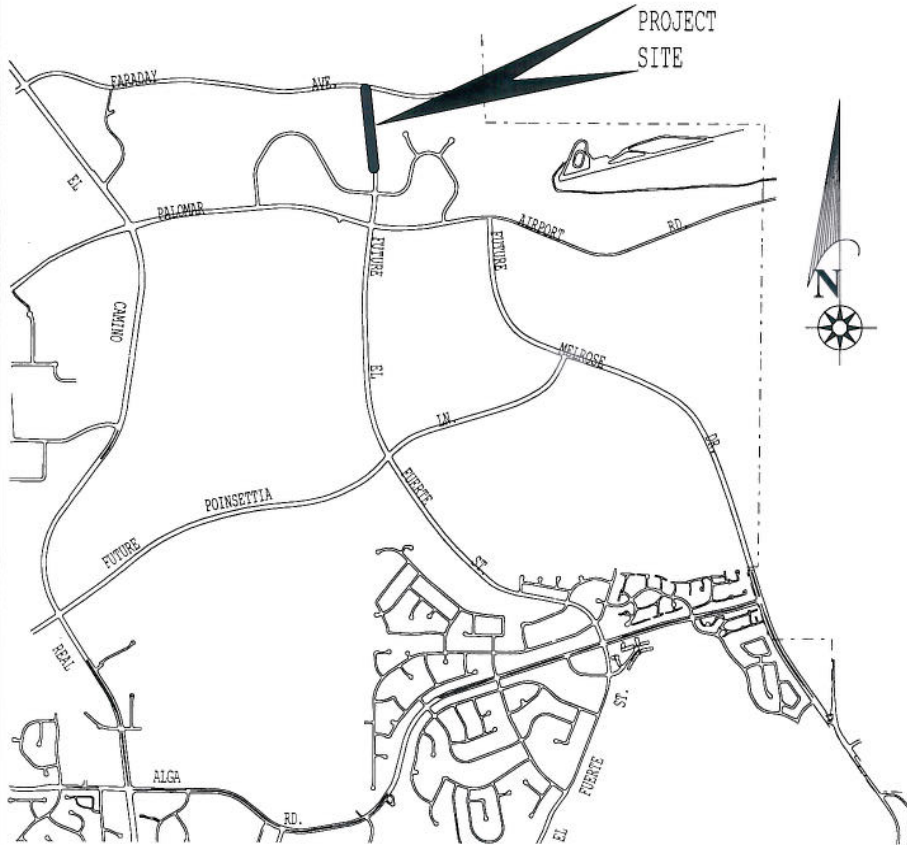 PROJECT
SITE
FARADAY AVE.
EL
PALOMAR
AIRPORT
RD.
FUTURE
FUTURE
CAMINO
N
MELROSE
EL
LN.
DR.
FUERTE
POINSETTIA
FUTURE
ST.
REAL
ST.
ALGA
FUERTE
RD.
EL